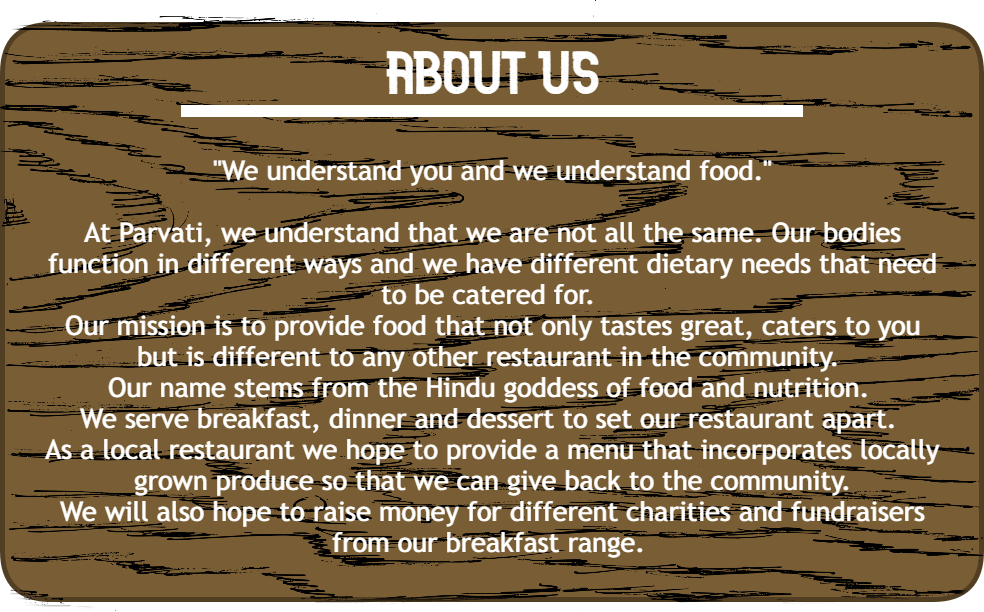 ABOUT US
"We understand you and we understand food."
At Parvati, we understand that we are not all the same. Our bodies
function in different ways and we have different dietary needs that need
to be catered for.
Our mission is to provide food that not only tastes great, caters to you
but is different to any other restaurant in the community.
Our name stems from the Hindu goddess of food and nutrition.
We serve breakfast, dinner and dessert to set our restaurant apart.
As a local restaurant we hope to provide a menu that incorporates locally
grown produce so that we can give back to the community.
We will also hope to raise money for different charities and fundraisers
from our breakfast range.